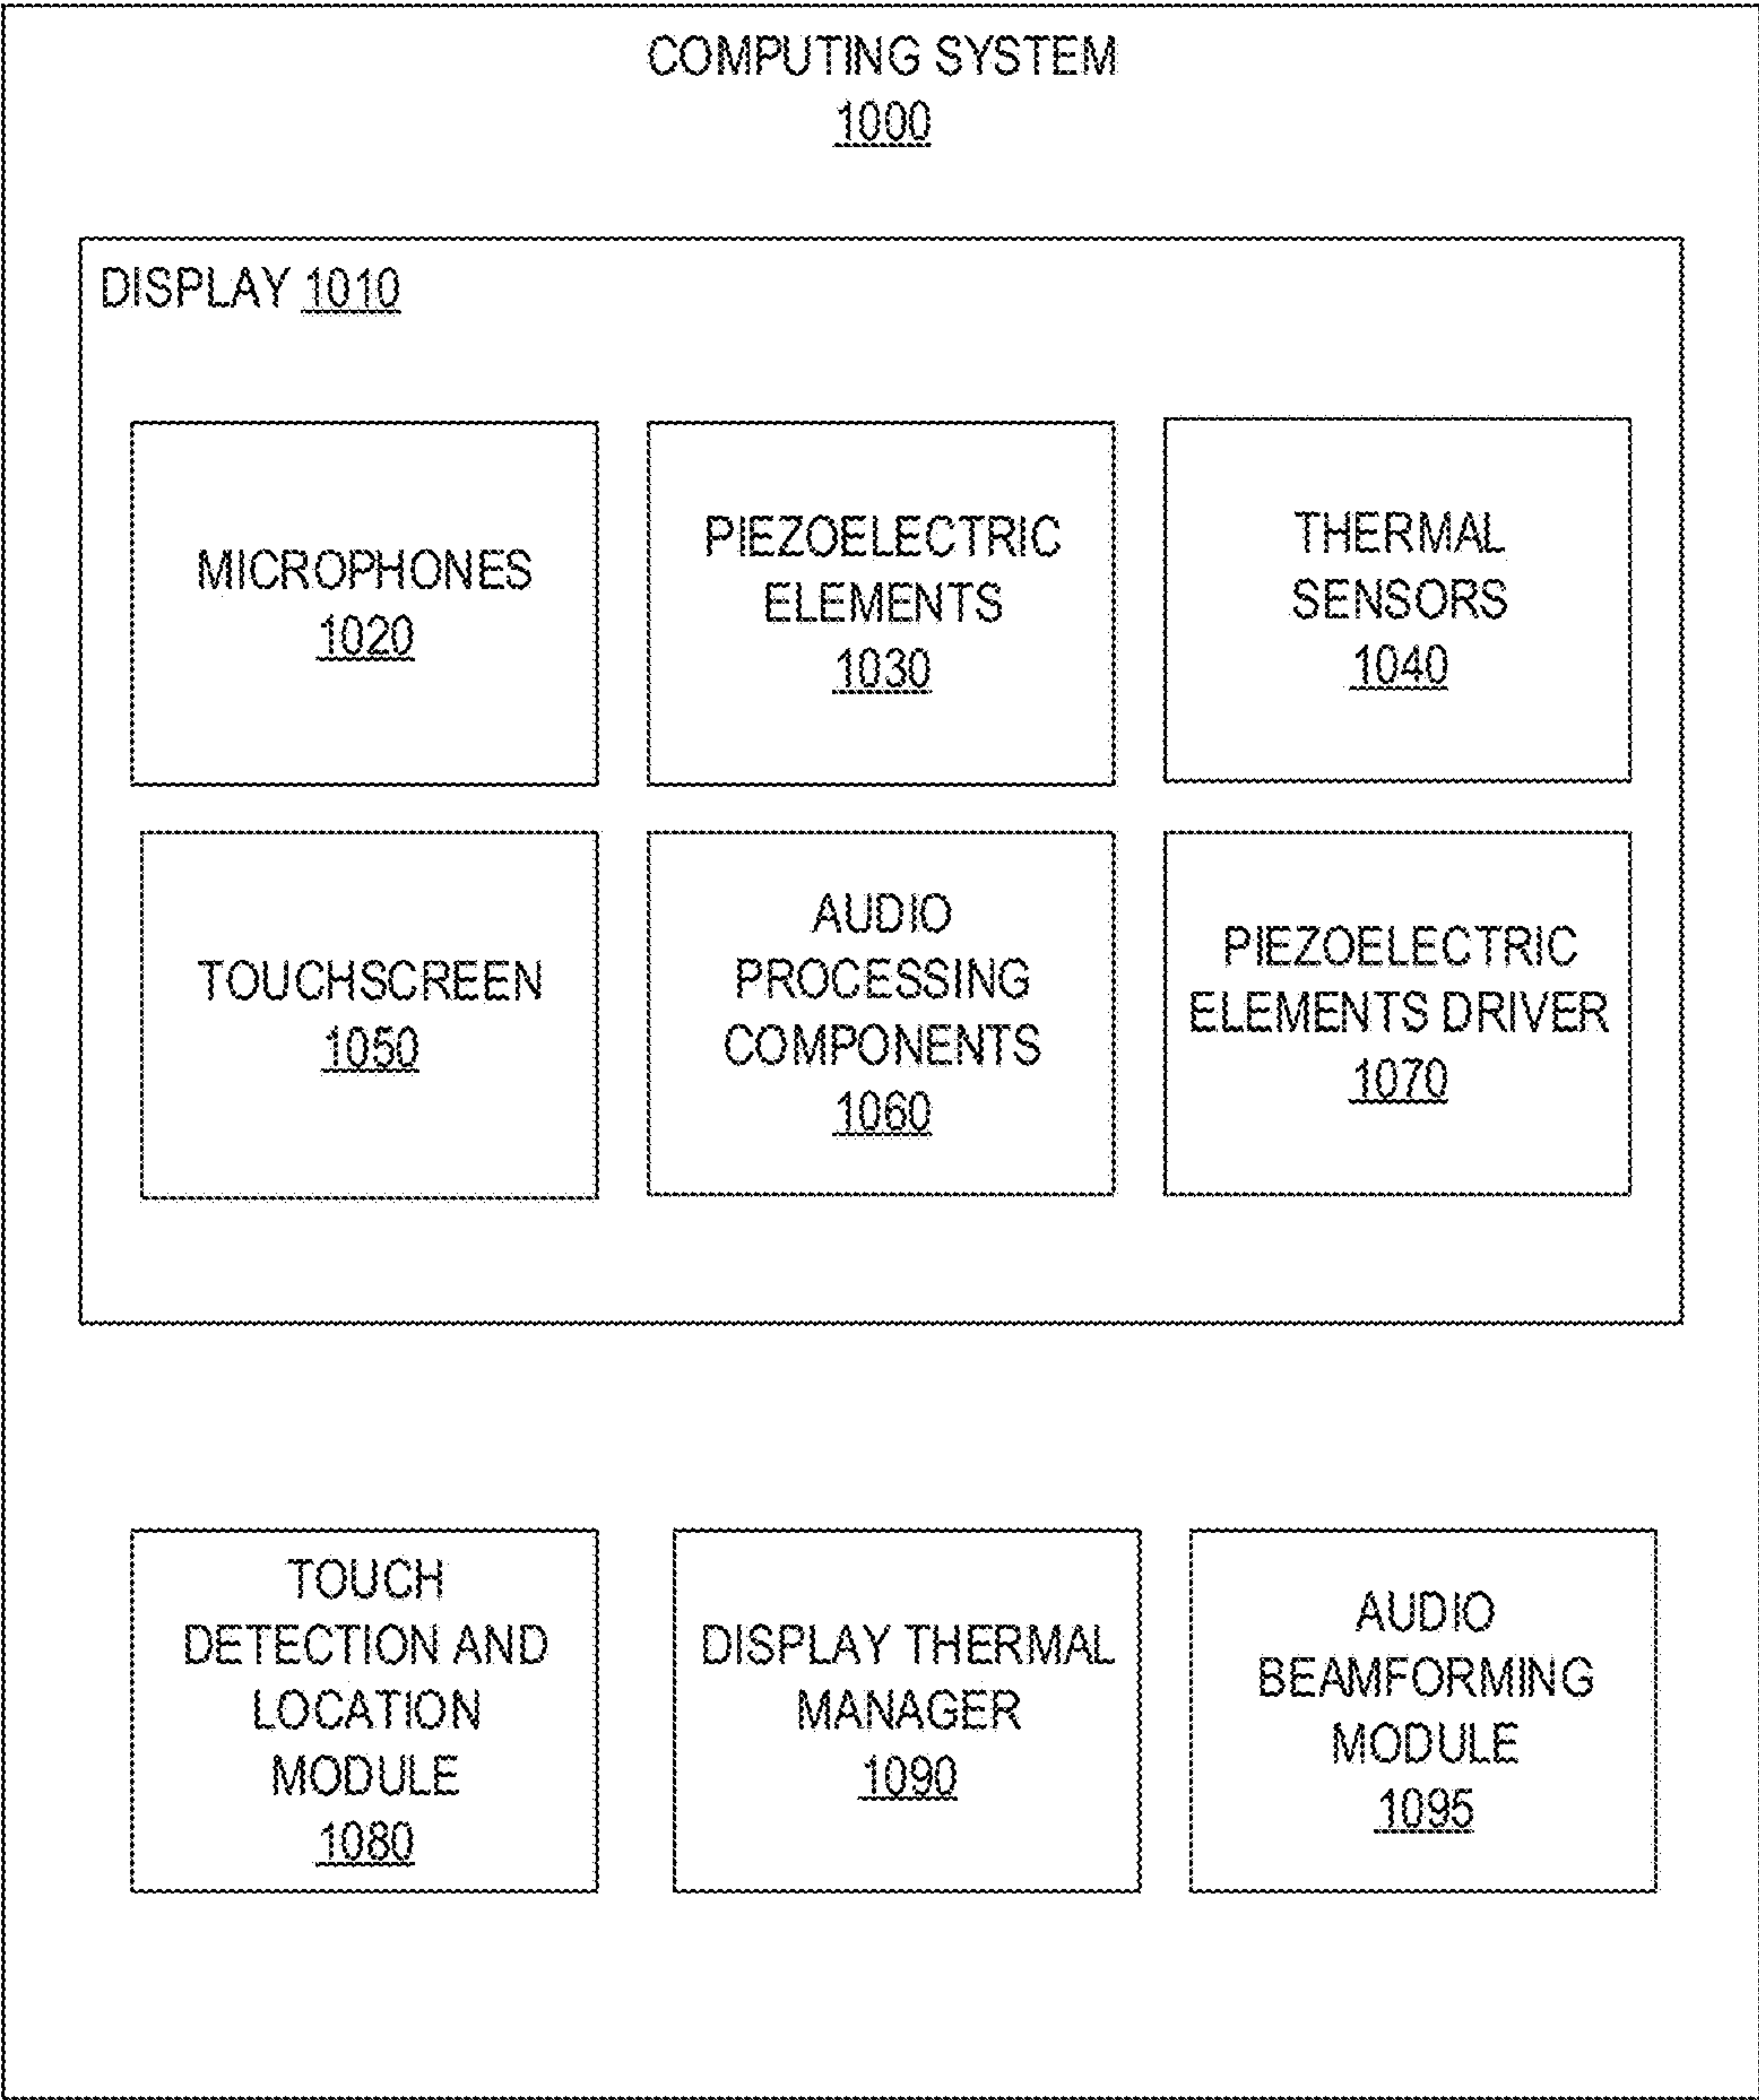 COMPUTING SYSTEM
1000
DISPLAY 1010
MICROPHONES
1020
PIEZOELECTRIC
ELEMENTS
1030
THERMAL
SENSORS
1040
TOUCHSCREEN
1050
AUDIO
PROCESSING
COMPONENTS
1060
PIEZOELECTRIC
ELEMENTS DRIVER
1070
TOUCH
DETECTION AND
LOCATION
MODULE
1080
DISPLAY THERMAL
MANAGER
1090
AUDIO
BEAMFORMING
MODULE
1095